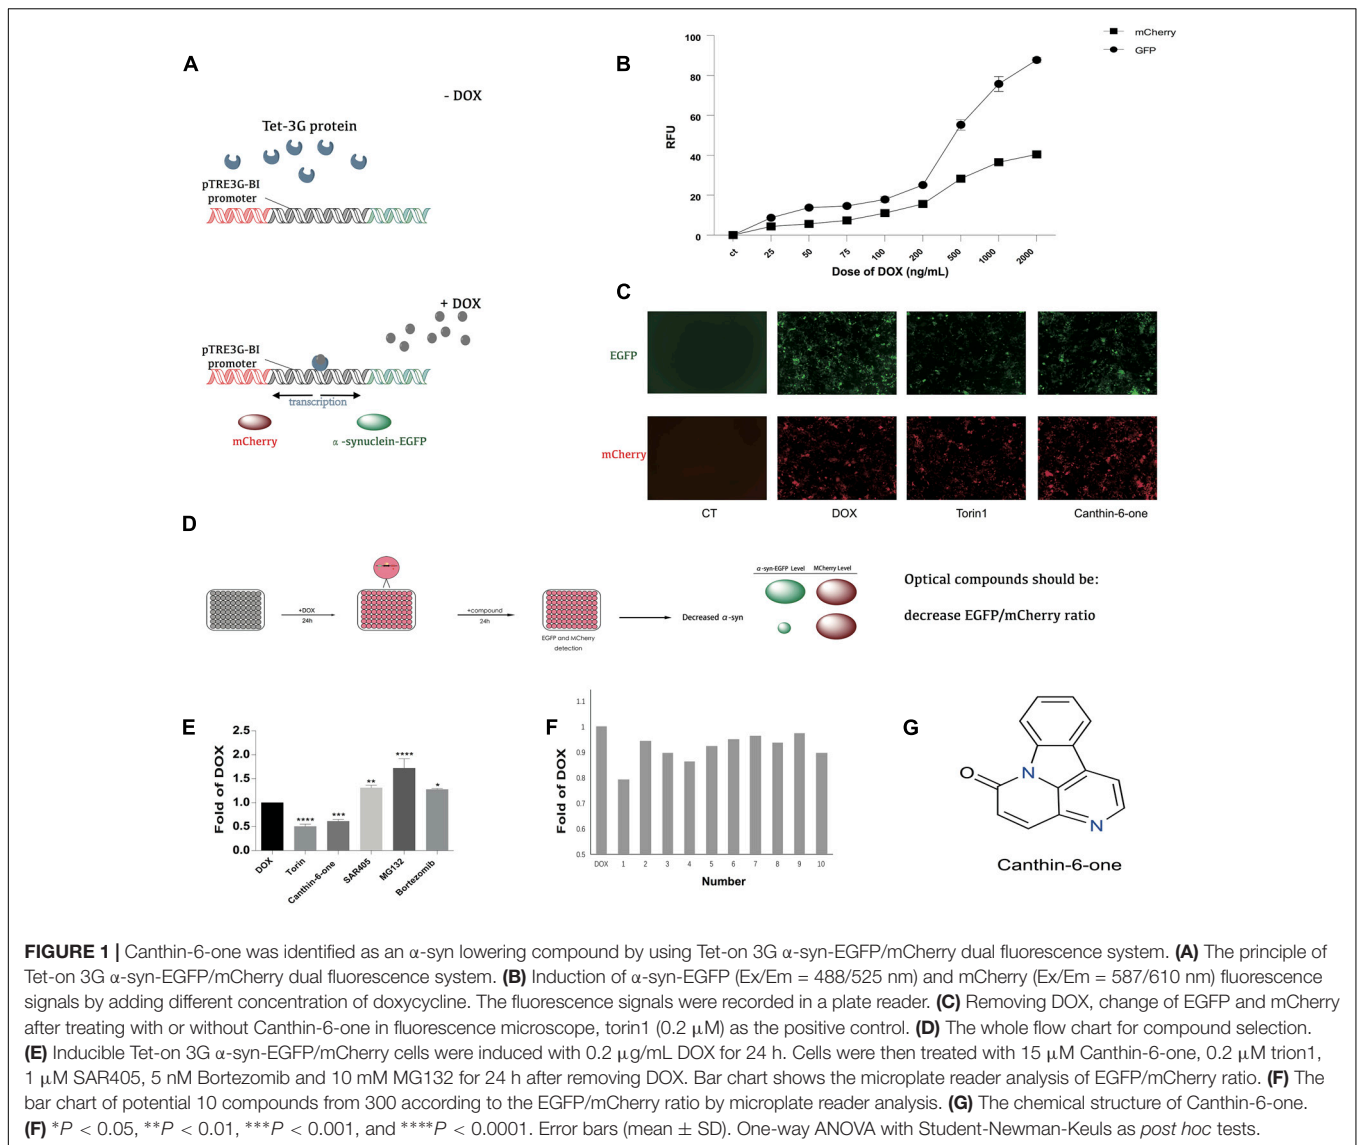 A
- DOX
Tet-3G protein
pTRE3G-BI
promoter
+ DOX
pTRE3G-BI
promoter
transcription
mCherry
α -synuclein-EGFP
B
mCherry
GFP
100
80
60
40
20
0
RFU
ct
25
50
75
100
200
500
1000
2000
Dose of DOX (ng/mL)
C
EGFP
mCherry
CT
DOX
Torin1
Canthin-6-one
D
+DOX
24h
+compound
24h
EGFP and MCherry
detection
Decreased α-syn
α-syn-EGFP Level
MCherry Level
Optical compounds should be:
decrease EGFP/mCherry ratio
E
Fold of DOX
2.5
2.0
1.5
1.0
0.5
0.0
****
***
**
****
*
DOX
Torin
Canthin-6-one
SAR405
MG132
Bortezomib
F
Fold of DOX
1.1
1
0.9
0.8
0.7
0.6
0.5
DOX
1
2
3
4
5
6
7
8
9
10
Number
G
O
N
N
Canthin-6-one
FIGURE 1 | Canthin-6-one was identified as an α-syn lowering compound by using Tet-on 3G α-syn-EGFP/mCherry dual fluorescence system. (A) The principle of
Tet-on 3G α-syn-EGFP/mCherry dual fluorescence system. (B) Induction of α-syn-EGFP (Ex/Em = 488/525 nm) and mCherry (Ex/Em = 587/610 nm) fluorescence
signals by adding different concentration of doxycycline. The fluorescence signals were recorded in a plate reader. (C) Removing DOX, change of EGFP and mCherry
after treating with or without Canthin-6-one in fluorescence microscope, torin1 (0.2 μM) as the positive control. (D) The whole flow chart for compound selection.
(E) Inducible Tet-on 3G α-syn-EGFP/mCherry cells were induced with 0.2 μg/mL DOX for 24 h. Cells were then treated with 15 μM Canthin-6-one, 0.2 μM trion1,
1 μM SAR405, 5 nM Bortezomib and 10 mM MG132 for 24 h after removing DOX. Bar chart shows the microplate reader analysis of EGFP/mCherry ratio. (F) The
bar chart of potential 10 compounds from 300 according to the EGFP/mCherry ratio by microplate reader analysis. (G) The chemical structure of Canthin-6-one.
(F) *P < 0.05, **P < 0.01, ***P < 0.001, and ****P < 0.0001. Error bars (mean ± SD). One-way ANOVA with Student-Newman-Keuls as post hoc tests.